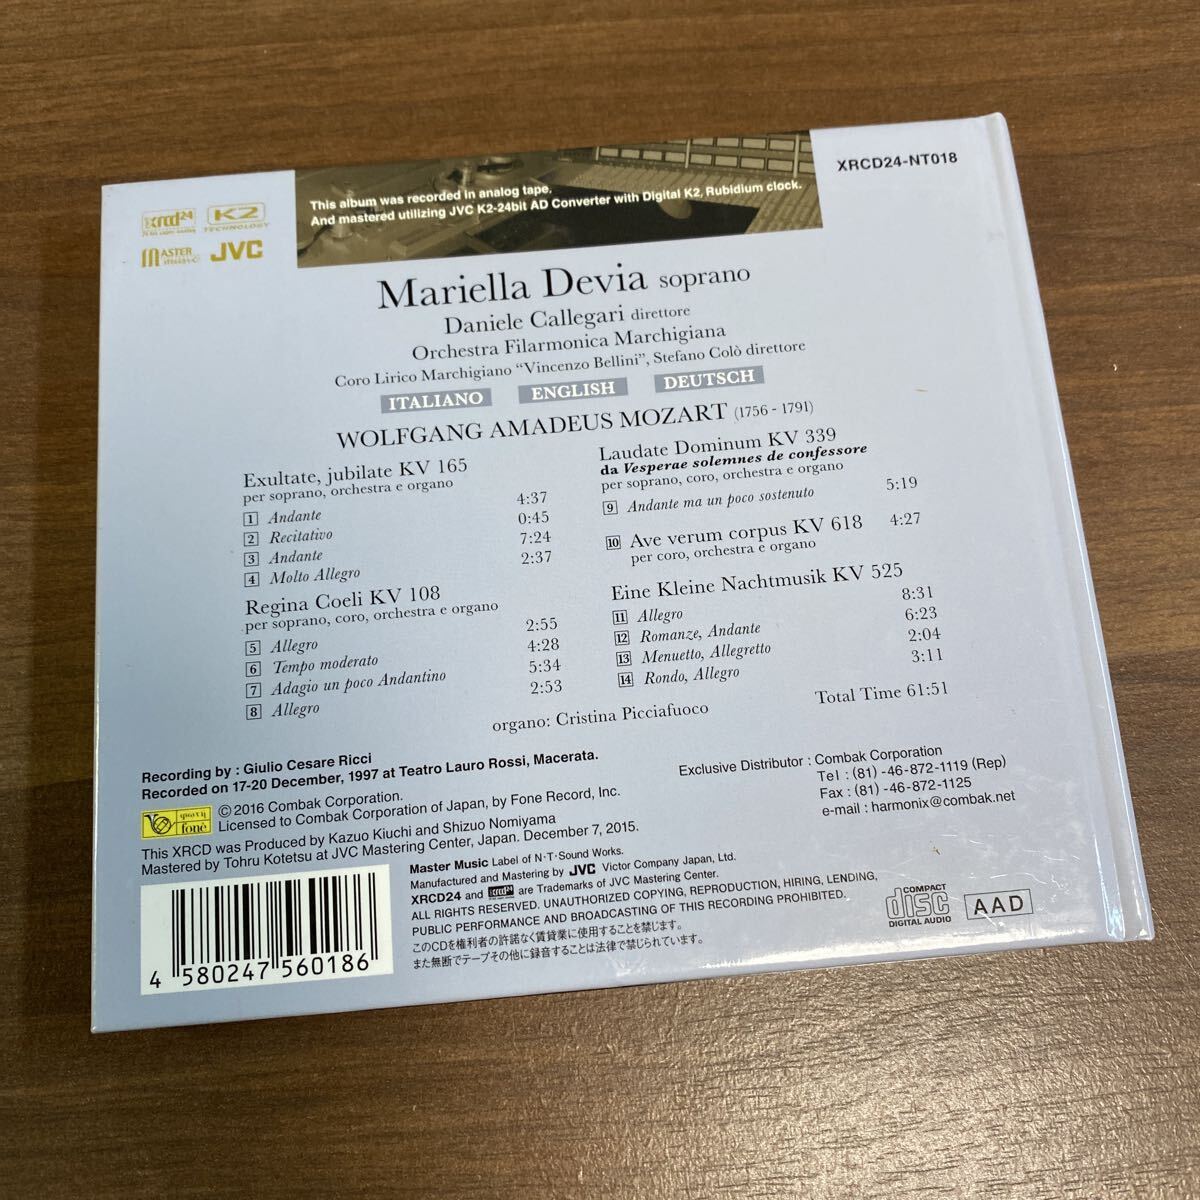 XRCD24-NT018
This album was recorded in analog tape.
And mastered utilizing JVC K2-24bit AD Converter with Digital K2, Rubidium clock.
xrcd24
K2
TECHNOLOGY
MASTER
music
JVC
Mariella Devia soprano
Daniele Callegari direttore
Orchestra Filarmonica Marchigiana
Coro Lirico Marchigiano “Vincenzo Bellini”, Stefano Colò direttore
ITALIANO ENGLISH DEUTSCH
WOLFGANG AMADEUS MOZART (1756 - 1791)
Exultate, jubilate KV 165
per soprano, orchestra e organo
1 Andante 4:37
2 Recitativo 0:45
3 Andante 7:24
4 Molto Allegro 2:37
Regina Coeli KV 108
per soprano, coro, orchestra e organo
5 Allegro 2:55
6 Tempo moderato 4:28
7 Adagio un poco Andantino 5:34
8 Allegro 2:53
Laudate Dominum KV 339
da Vesperae solemnes de confessore
per soprano, coro, orchestra e organo
9 Andante ma un poco sostenuto 5:19
10 Ave verum corpus KV 618 4:27
per coro, orchestra e organo
Eine Kleine Nachtmusik KV 525
11 Allegro 8:31
12 Romanze, Andante 6:23
13 Menuetto, Allegretto 2:04
14 Rondo, Allegro 3:11
organo: Cristina Picciafuoco
Total Time 61:51
Recording by : Giulio Cesare Ricci
Recorded on 17-20 December, 1997 at Teatro Lauro Rossi, Macerata.
fonè
©2016 Combak Corporation.
Licensed to Combak Corporation of Japan, by Fone Record, Inc.
This XRCD was Produced by Kazuo Kiuchi and Shizuo Nomiyama
Mastered by Tohru Kotetsu at JVC Mastering Center, Japan. December 7, 2015.
Exclusive Distributor : Combak Corporation
Tel : (81) -46-872-1119 (Rep)
Fax : (81) -46-872-1125
e-mail : harmonix@combak.net
4 580247 560186
Master Music Label of N･T･Sound Works.
Manufactured and Mastering by JVC Victor Company Japan, Ltd.
XRCD24 and xrcd24 are Trademarks of JVC Mastering Center.
ALL RIGHTS RESERVED. UNAUTHORIZED COPYING, REPRODUCTION, HIRING, LENDING,
PUBLIC PERFORMANCE AND BROADCASTING OF THIS RECORDING PROHIBITED.
このCDを権利者の許諾なく賃貸業に使用することを禁じます。
また無断でテープその他に録音することは法律で禁じられています。
COMPACT
disc
DIGITAL AUDIO
AAD